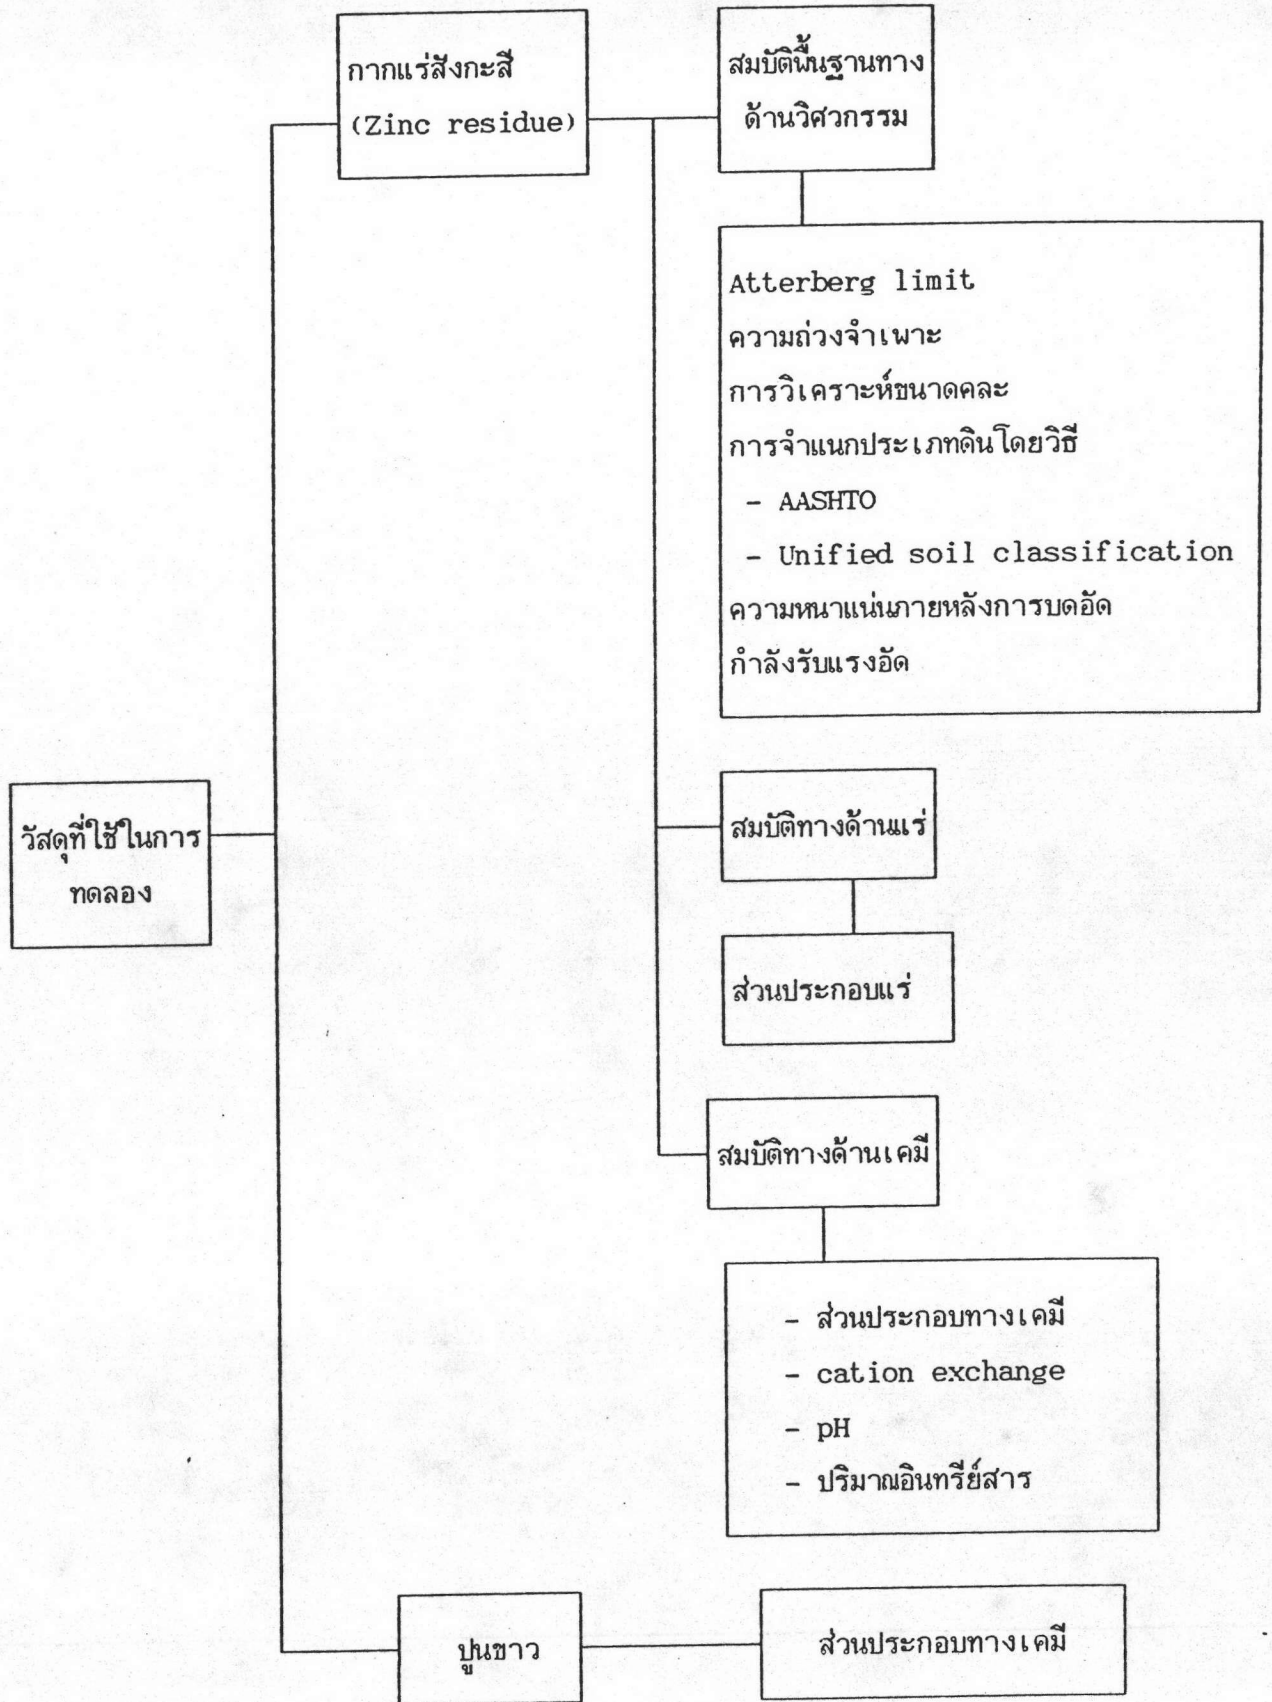 กากแร่สังกะสี
(Zinc residue)
สมบัติพื้นฐานทาง
ด้านวิศวกรรม
Atterberg limit
ความถ่วงจำเพาะ
การวิเคราะห์ขนาดคละ
การจำแนกประเภทดินโดยวิธี
- AASHTO
- Unified soil classification
ความหนาแน่นภายหลังการบดอัด
กำลังรับแรงอัด
วัสดุที่ใช้ในการ
ทดลอง
สมบัติทางด้านแร่
ส่วนประกอบแร่
สมบัติทางด้านเคมี
- ส่วนประกอบทางเคมี
- cation exchange
- pH
- ปริมาณอินทรีย์สาร
ปูนขาว
ส่วนประกอบทางเคมี